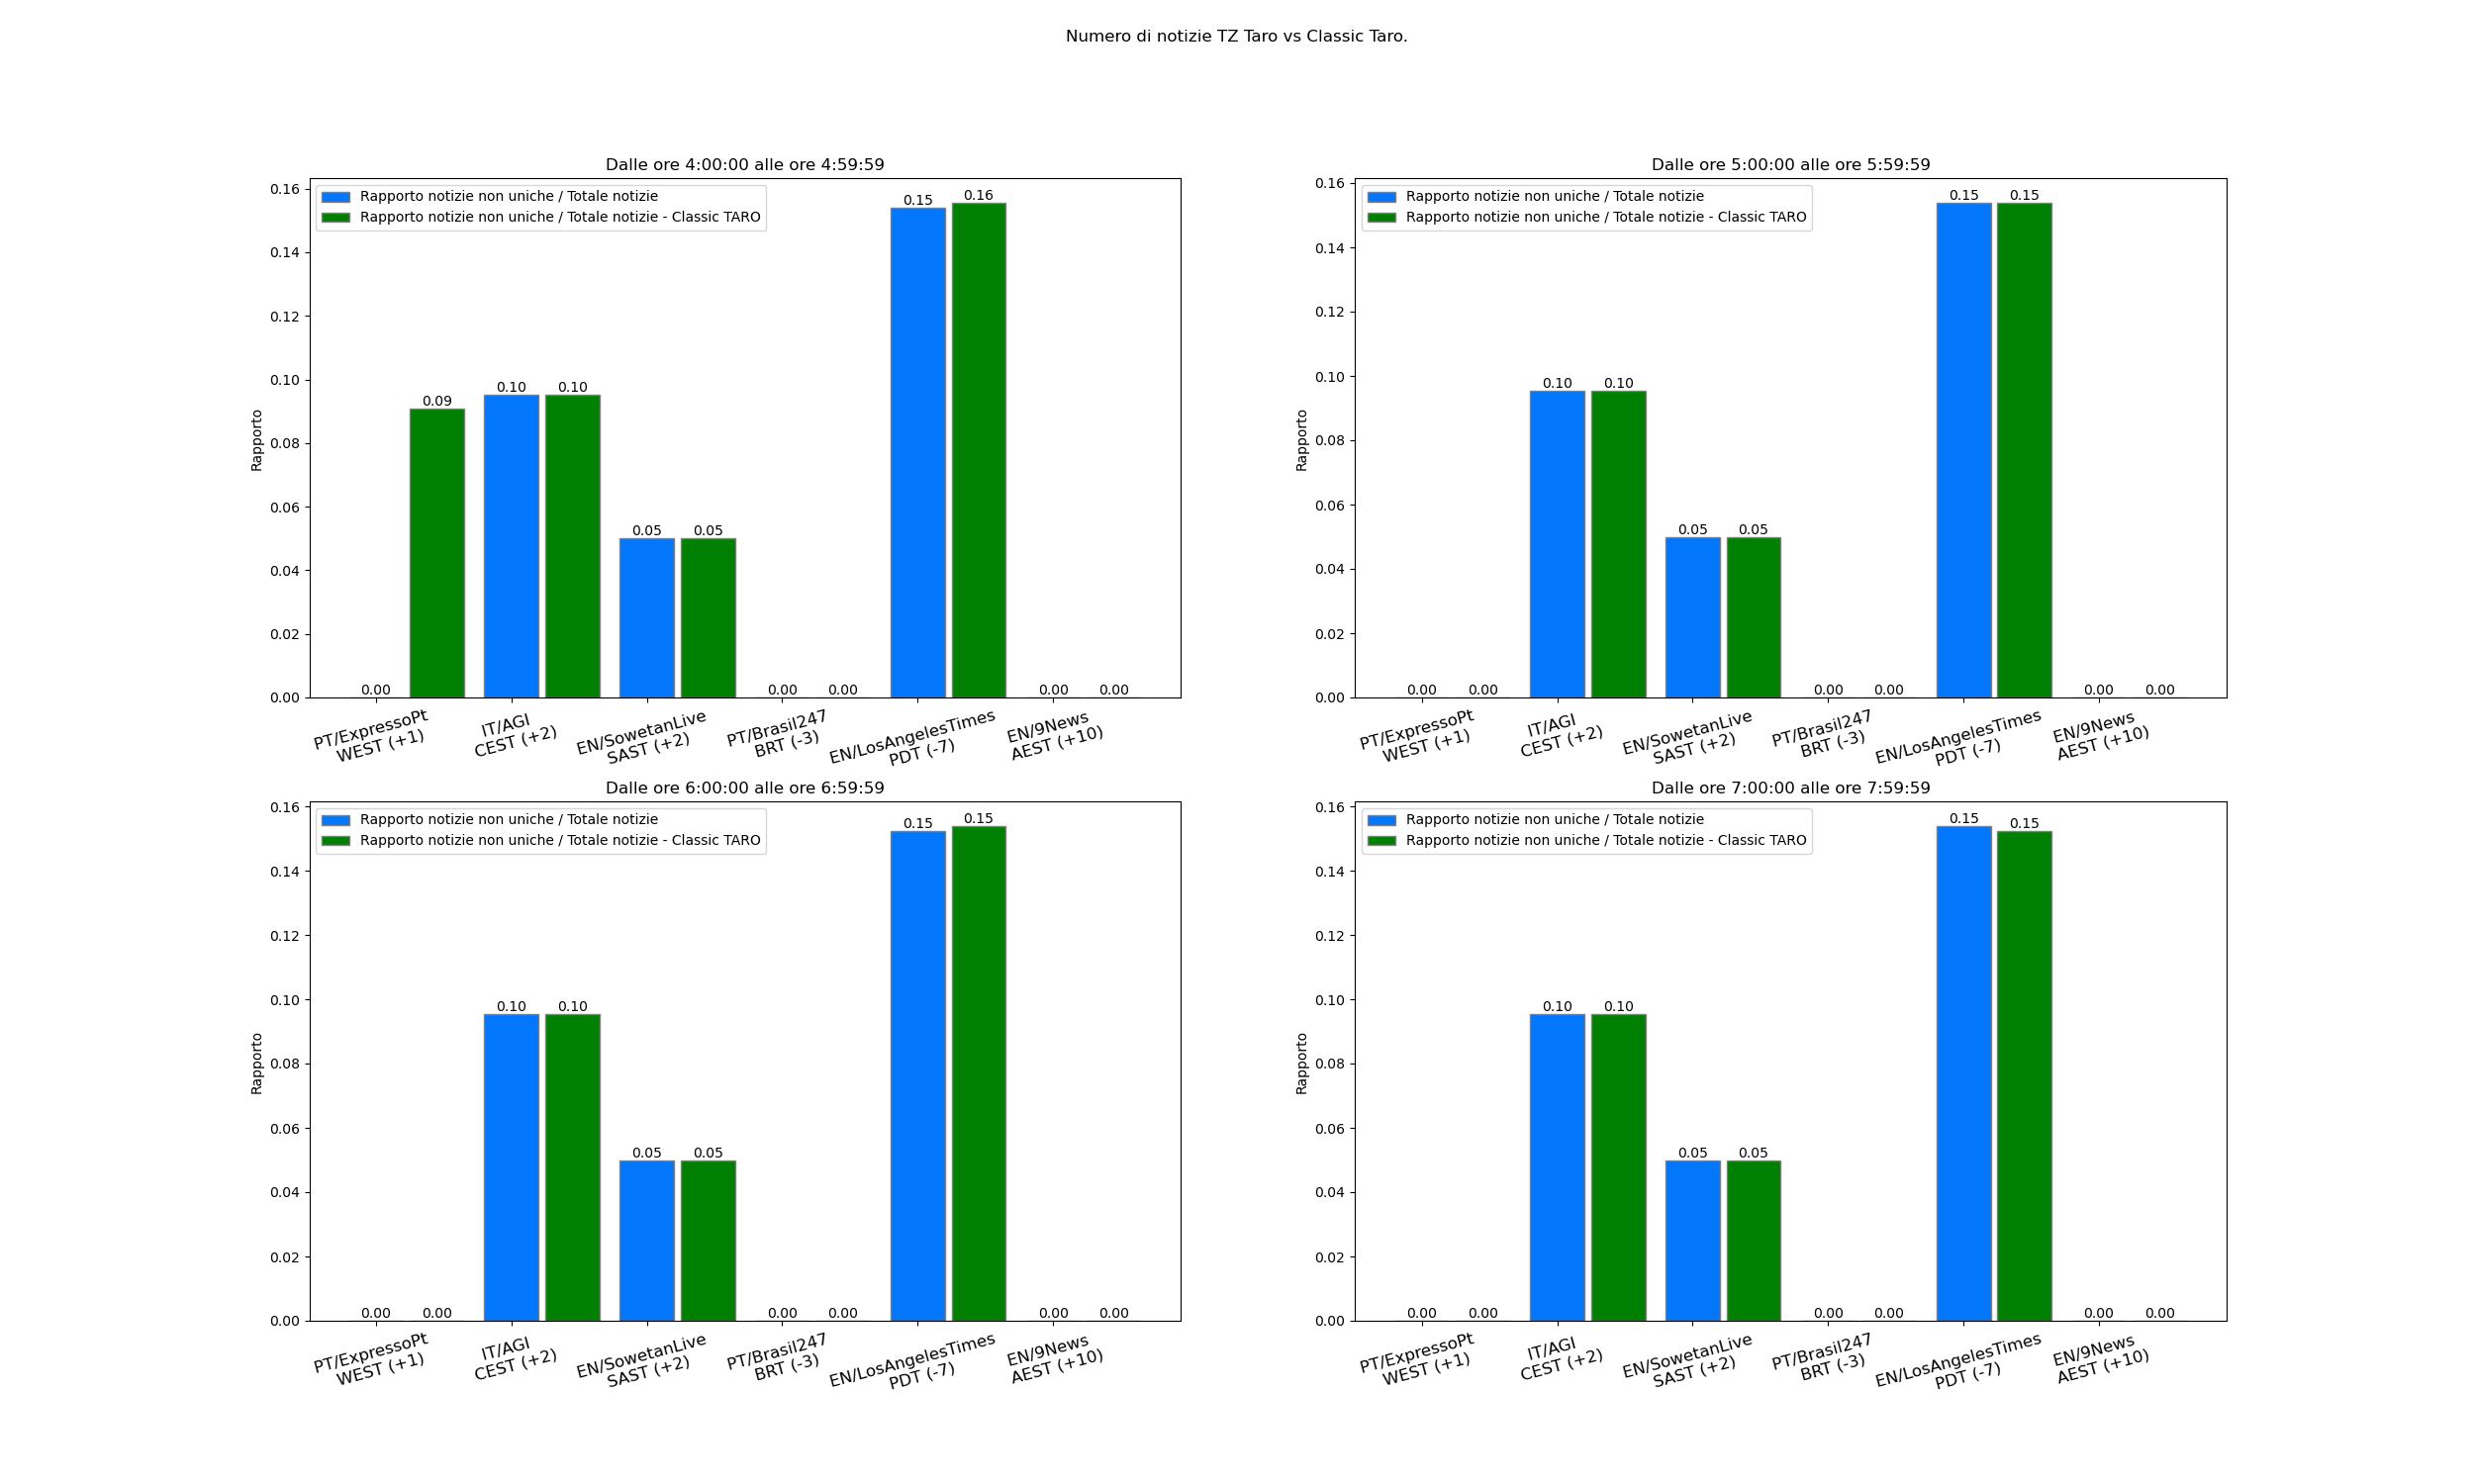 Numero di notizie TZ Taro vs Classic Taro.
Dalle ore 4:00:00 alle ore 4:59:59
Rapporto notizie non uniche / Totale notizie
Rapporto notizie non uniche / Totale notizie - Classic TARO
Rapporto
0.16
0.14
0.12
0.10
0.08
0.06
0.04
0.02
0.00
0.00
0.09
0.10
0.10
0.05
0.05
0.00
0.00
0.15
0.16
0.00
0.00
PT/ExpressoPt
WEST (+1)
IT/AGI
CEST (+2)
EN/SowetanLive
SAST (+2)
PT/Brasil247
BRT (-3)
EN/LosAngelesTimes
PDT (-7)
EN/9News
AEST (+10)
Dalle ore 5:00:00 alle ore 5:59:59
Rapporto notizie non uniche / Totale notizie
Rapporto notizie non uniche / Totale notizie - Classic TARO
Rapporto
0.16
0.14
0.12
0.10
0.08
0.06
0.04
0.02
0.00
0.00
0.00
0.10
0.10
0.05
0.05
0.00
0.00
0.15
0.15
0.00
0.00
PT/ExpressoPt
WEST (+1)
IT/AGI
CEST (+2)
EN/SowetanLive
SAST (+2)
PT/Brasil247
BRT (-3)
EN/LosAngelesTimes
PDT (-7)
EN/9News
AEST (+10)
Dalle ore 6:00:00 alle ore 6:59:59
Rapporto notizie non uniche / Totale notizie
Rapporto notizie non uniche / Totale notizie - Classic TARO
Rapporto
0.16
0.14
0.12
0.10
0.08
0.06
0.04
0.02
0.00
0.00
0.00
0.10
0.10
0.05
0.05
0.00
0.00
0.15
0.15
0.00
0.00
PT/ExpressoPt
WEST (+1)
IT/AGI
CEST (+2)
EN/SowetanLive
SAST (+2)
PT/Brasil247
BRT (-3)
EN/LosAngelesTimes
PDT (-7)
EN/9News
AEST (+10)
Dalle ore 7:00:00 alle ore 7:59:59
Rapporto notizie non uniche / Totale notizie
Rapporto notizie non uniche / Totale notizie - Classic TARO
Rapporto
0.16
0.14
0.12
0.10
0.08
0.06
0.04
0.02
0.00
0.00
0.00
0.10
0.10
0.05
0.05
0.00
0.00
0.15
0.15
0.00
0.00
PT/ExpressoPt
WEST (+1)
IT/AGI
CEST (+2)
EN/SowetanLive
SAST (+2)
PT/Brasil247
BRT (-3)
EN/LosAngelesTimes
PDT (-7)
EN/9News
AEST (+10)